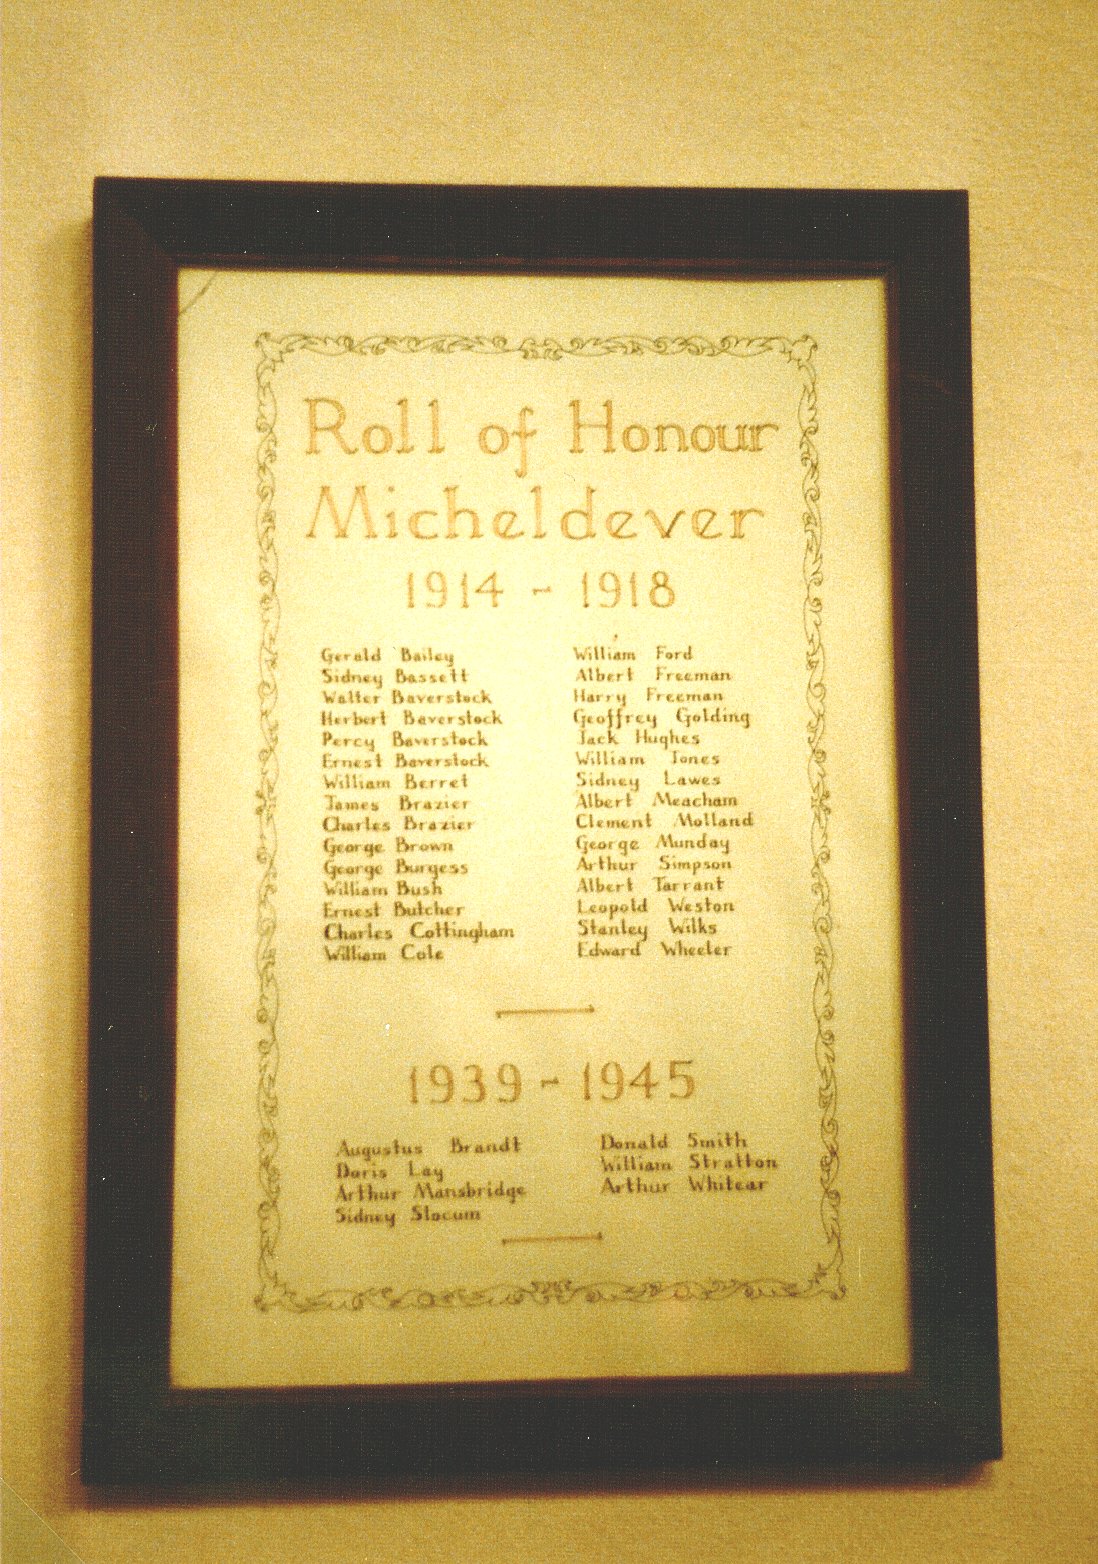 Roll of Honour
Micheldever
1914 - 1918
Gerald Bailey
Sidney Bassett
Walter Baverstock
Herbert Baverstock
Percy Baverstock
Ernest Baverstock
William Berret
James Brazier
Charles Brazier
George Brown
George Burgess
William Bush
Ernest Butcher
Charles Cottingham
William Cole
William Ford
Albert Freeman
Harry Freeman
Geoffrey Golding
Jack Hughes
William Jones
Sidney Lawes
Albert Meacham
Clement Molland
George Munday
Arthur Simpson
Albert Tarrant
Leopold Weston
Stanley Wilks
Edward Wheeler
1939 - 1945
Augustus Brandt
Doris Lay
Arthur Mansbridge
Sidney Slocum
Donald Smith
William Stratton
Arthur Whitear